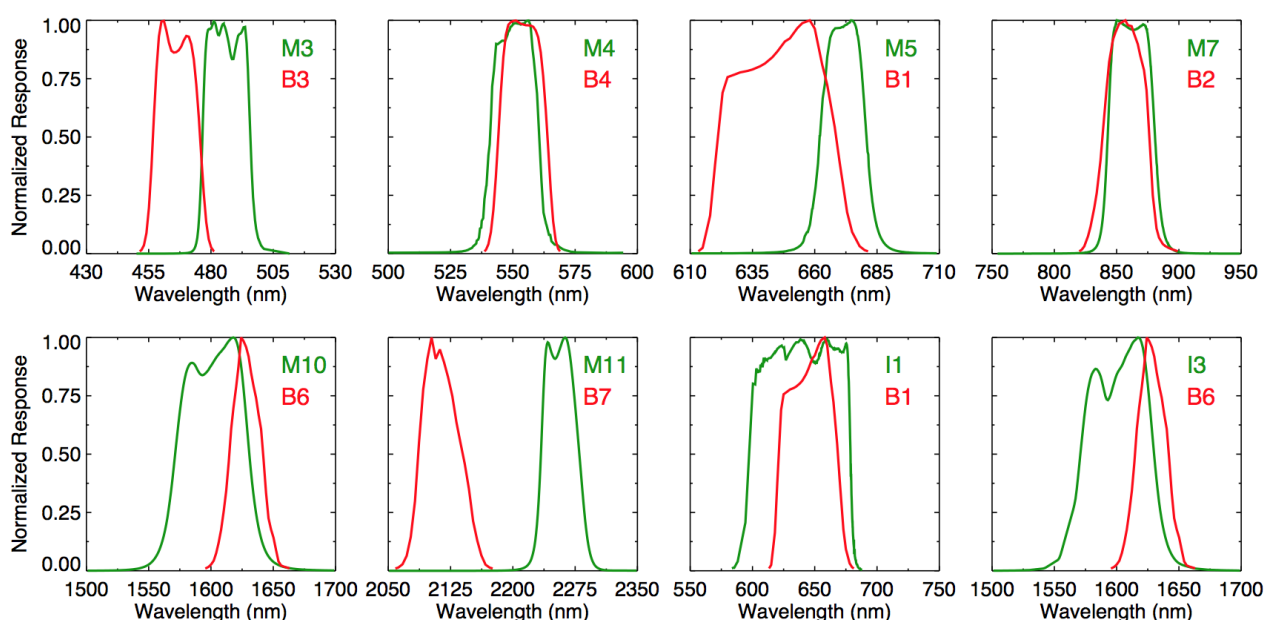 Normalized Response
1.00
0.75
0.50
0.25
0.00
M3
B3
430 455 480 505 530
Wavelength (nm)
M4
B4
500 525 550 575 600
Wavelength (nm)
M5
B1
610 635 660 685 710
Wavelength (nm)
M7
B2
750 800 850 900 950
Wavelength (nm)
Normalized Response
1.00
0.75
0.50
0.25
0.00
M10
B6
1500 1550 1600 1650 1700
Wavelength (nm)
M11
B7
2050 2125 2200 2275 2350
Wavelength (nm)
I1
B1
550 600 650 700 750
Wavelength (nm)
I3
B6
1500 1550 1600 1650 1700
Wavelength (nm)